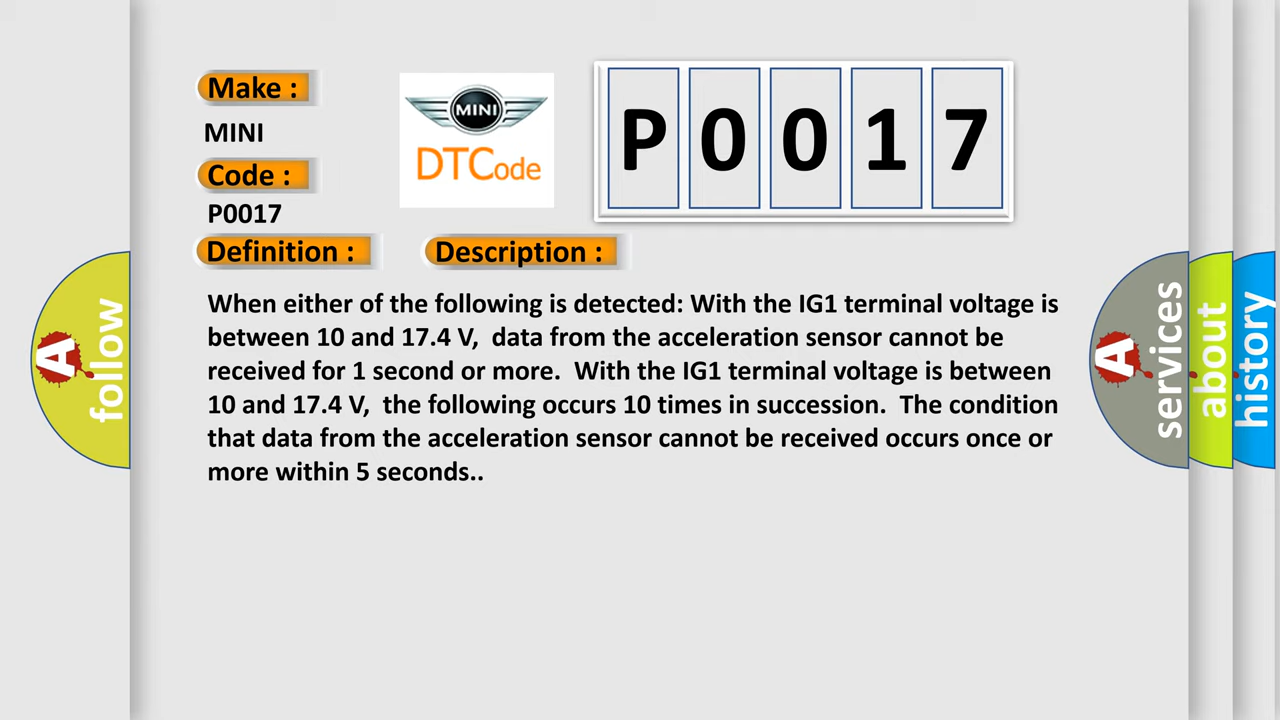 Make :
MINI
Code :
P0017
Definition :
Description :
MINI
DTCode
P0017
When either of the following is detected: With the IG1 terminal voltage is
between 10 and 17.4 V,  data from the acceleration sensor cannot be
received for 1 second or more.  With the IG1 terminal voltage is between
10 and 17.4 V,  the following occurs 10 times in succession.  The condition
that data from the acceleration sensor cannot be received occurs once or
more within 5 seconds..
A
follow
A
services
about
history